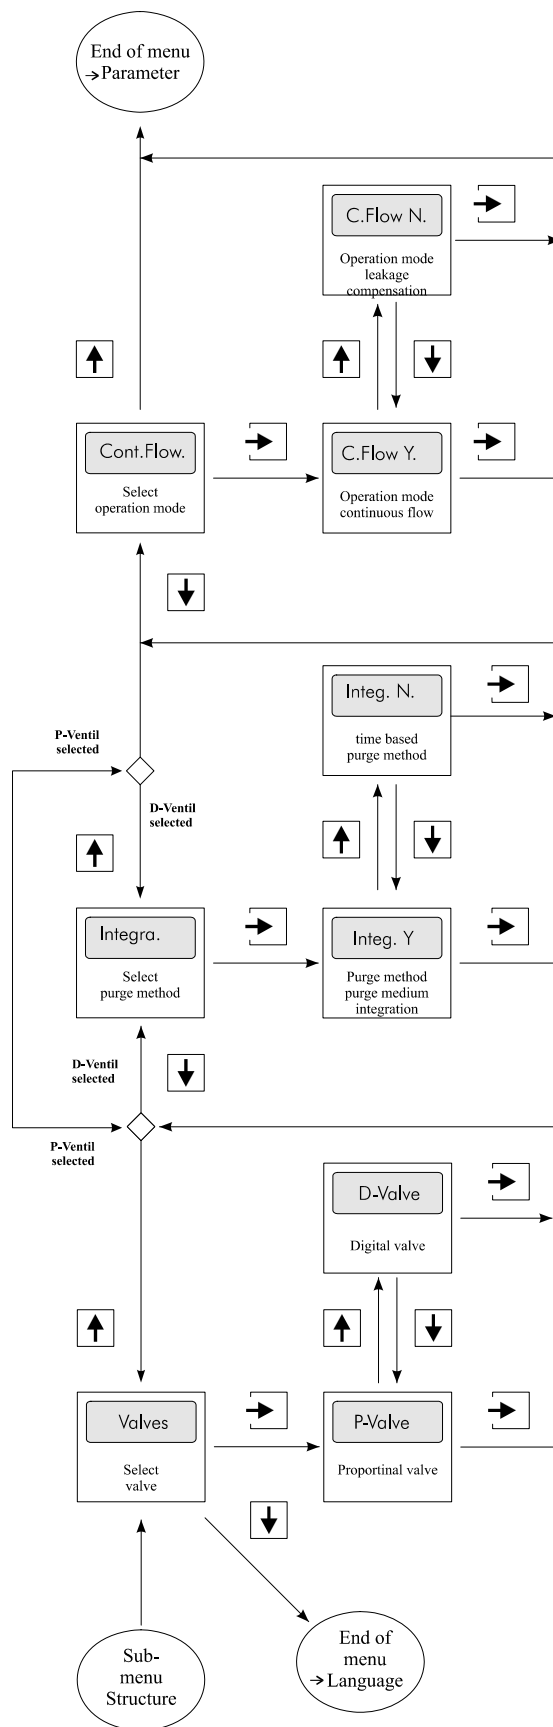 End of menu
→Parameter
C.Flow N.
Operation mode
leakage
compensation
Cont.Flow.
Select
operation mode
C.Flow Y.
Operation mode
continuous flow
Integ. N.
time based
purge method
P-Ventil
selected
D-Ventil
selected
Integra.
Select
purge method
Integ. Y
Purge method
purge medium
integration
D-Ventil
selected
P-Ventil
selected
D-Valve
Digital valve
Valves
Select
valve
P-Valve
Proportinal valve
Sub-
menu
Structure
End of
menu
→Language